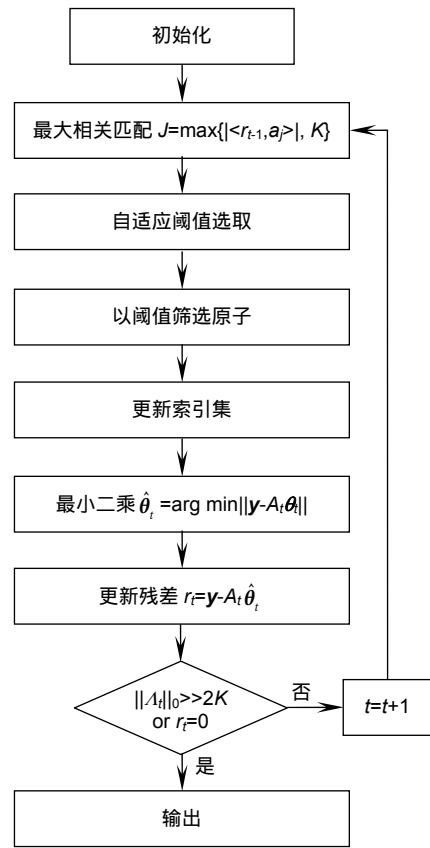 初始化
最大相关匹配 J=max{|<r_{t-1},a_j>|, K}
自适应阈值选取
以阈值筛选原子
更新索引集
最小二乘 θ̂_t =arg min||y-A_tθ_t||
更新残差 r_t=y-A_t θ̂_t
||Λ_t||_0>>2K
or r_t=0
否
t=t+1
是
输出